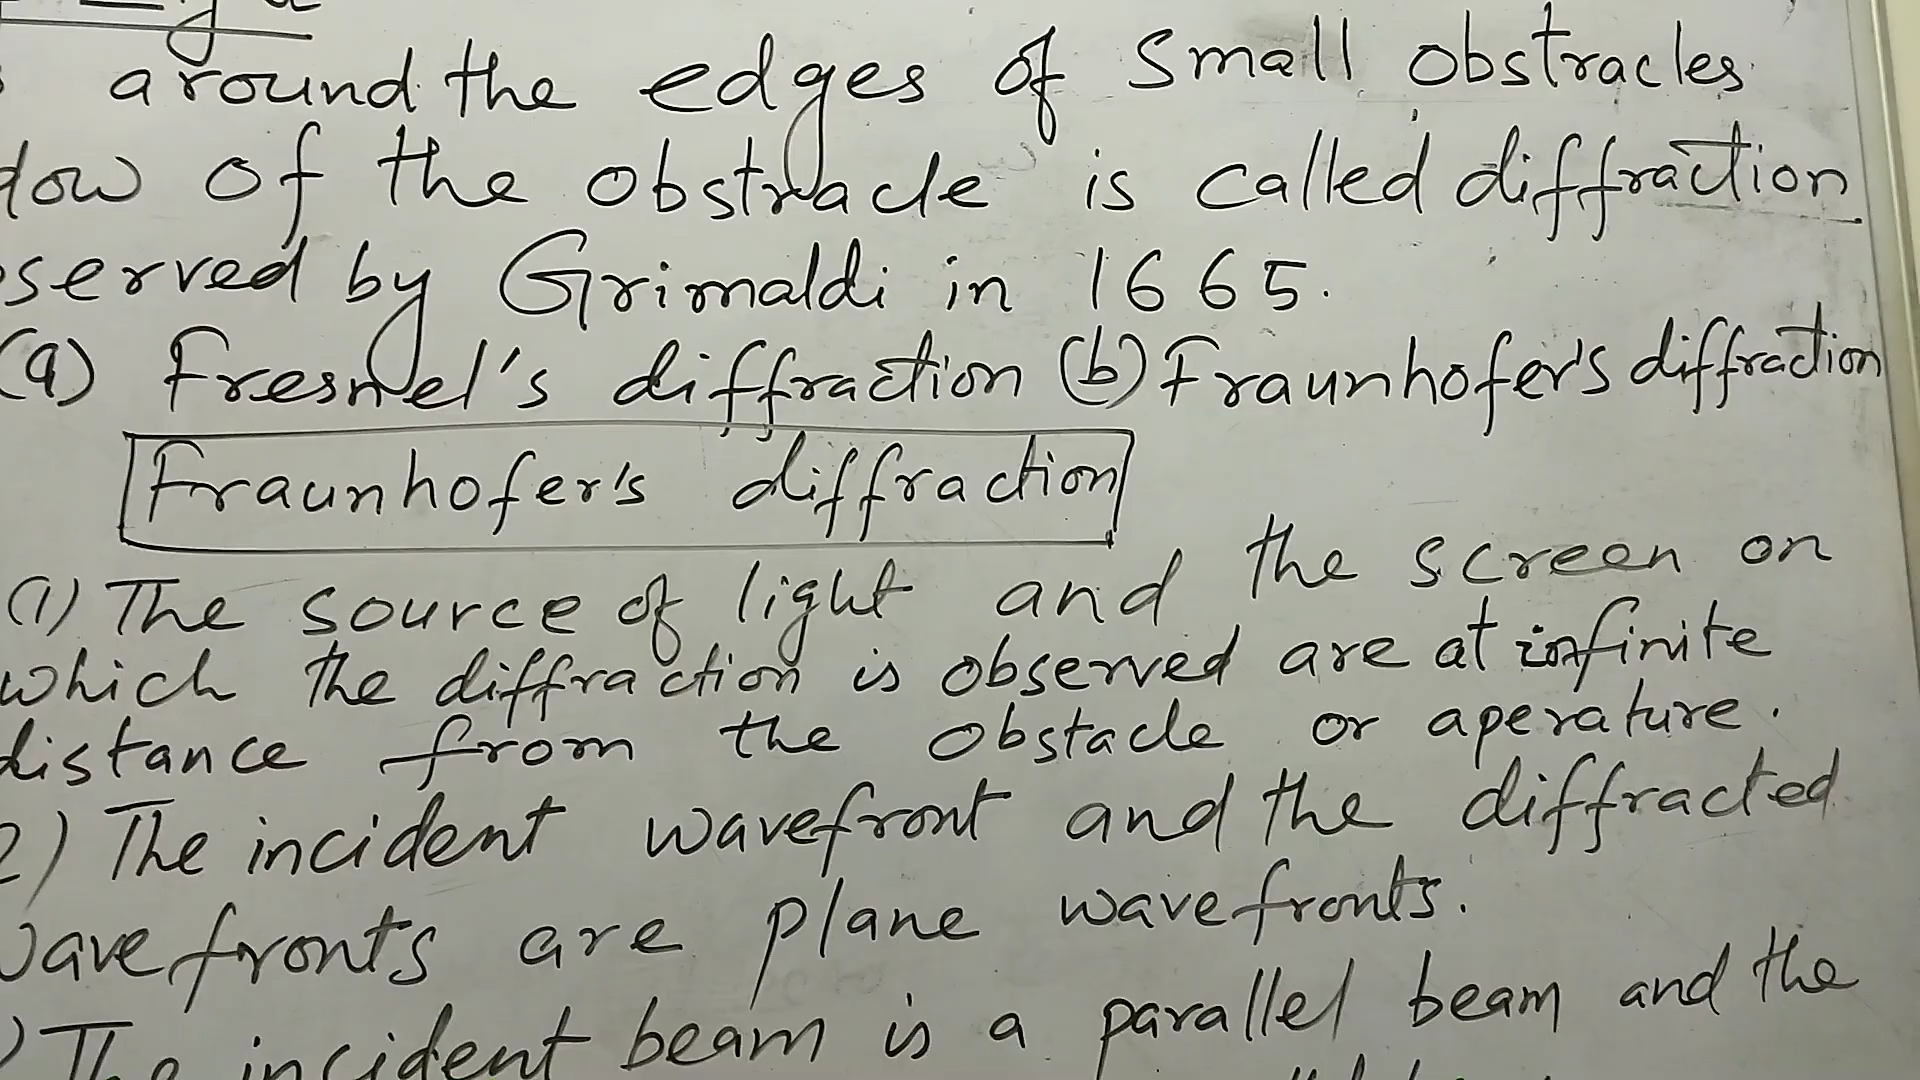 around the edges of small obstracles
dow of the obstracle is called diffraction
served by Grimaldi in 1665.
(a) Fresnel's diffraction (b) Fraunhofer's diffraction
Fraunhofer's diffraction
(1) The source of light and the screen on
which the diffraction is observed are at infinite
distance from the obstacle or aperature.
2) The incident wavefront and the diffracted
wavefronts are plane wavefronts.
) The incident beam is a parallel beam and the